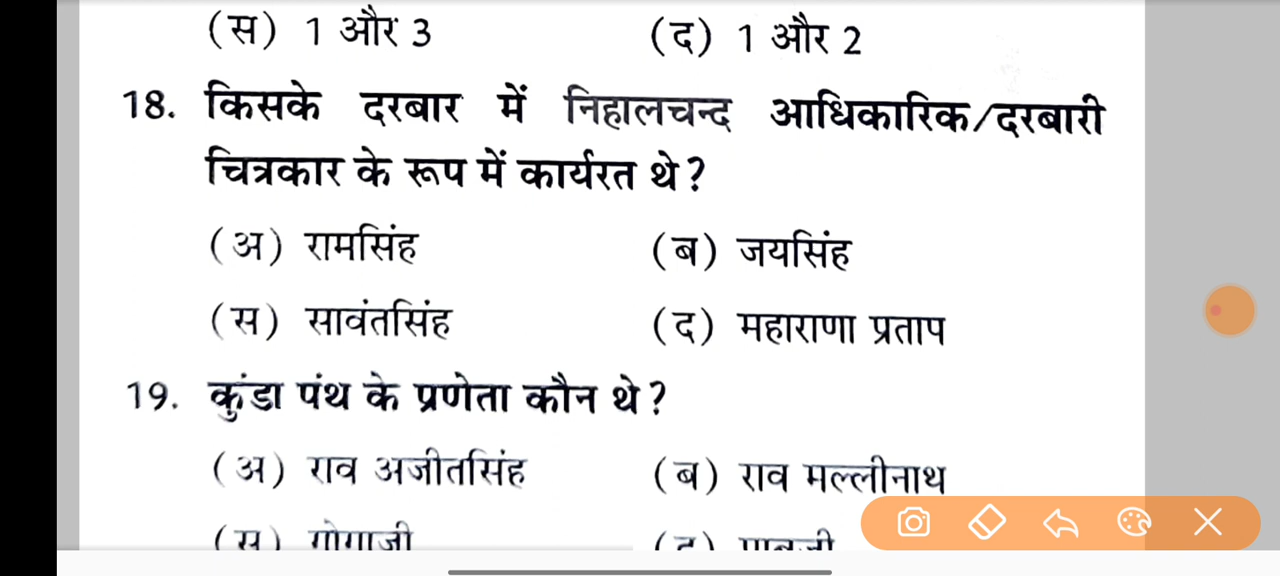 (स) 1 और 3 (द) 1 और 2
18. किसके दरबार में निहालचन्द आधिकारिक/दरबारी
चित्रकार के रूप में कार्यरत थे?
(अ) रामसिंह (ब) जयसिंह
(स) सावंतसिंह (द) महाराणा प्रताप
19. कुंडा पंथ के प्रणेता कौन थे?
(अ) राव अजीतसिंह (ब) राव मल्लीनाथ
(स) गोगाजी (द) पाबूजी